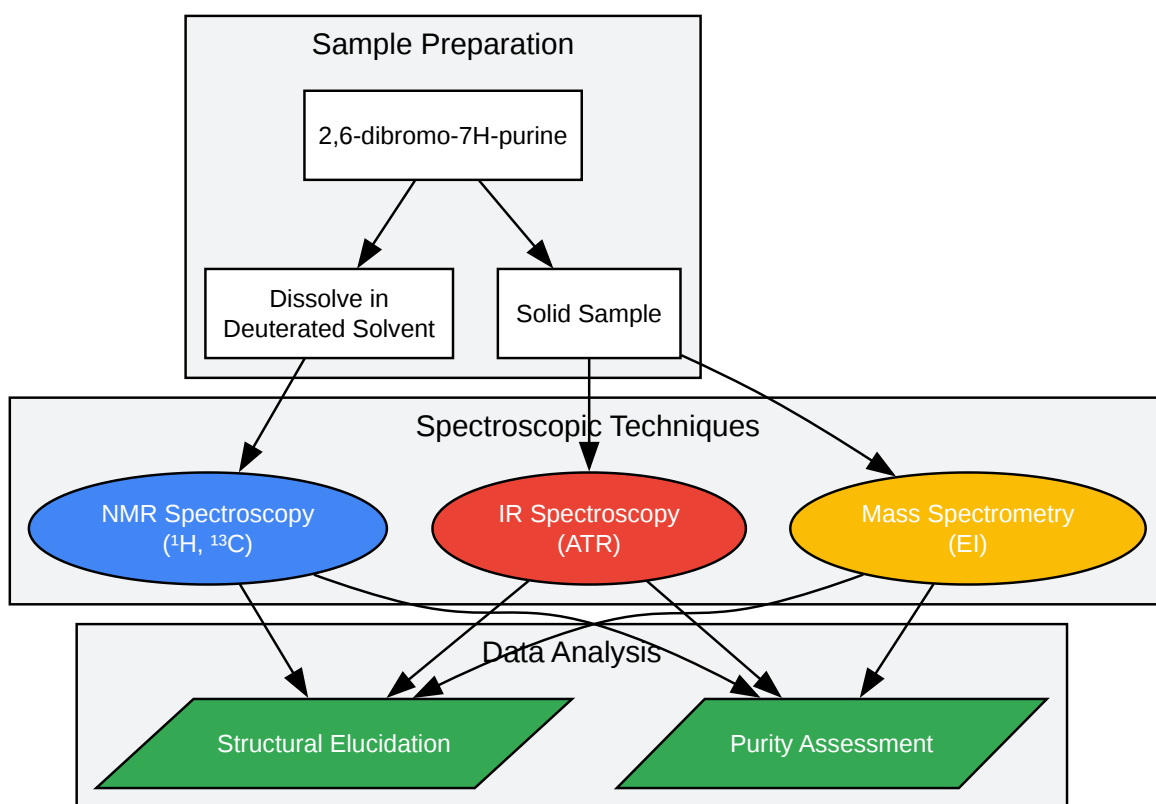 Sample Preparation
2,6-dibromo-7H-purine
Dissolve in
Deuterated Solvent
Solid Sample
Spectroscopic Techniques
NMR Spectroscopy
(¹H, ¹³C)
IR Spectroscopy
(ATR)
Mass Spectrometry
(EI)
Data Analysis
Structural Elucidation
Purity Assessment